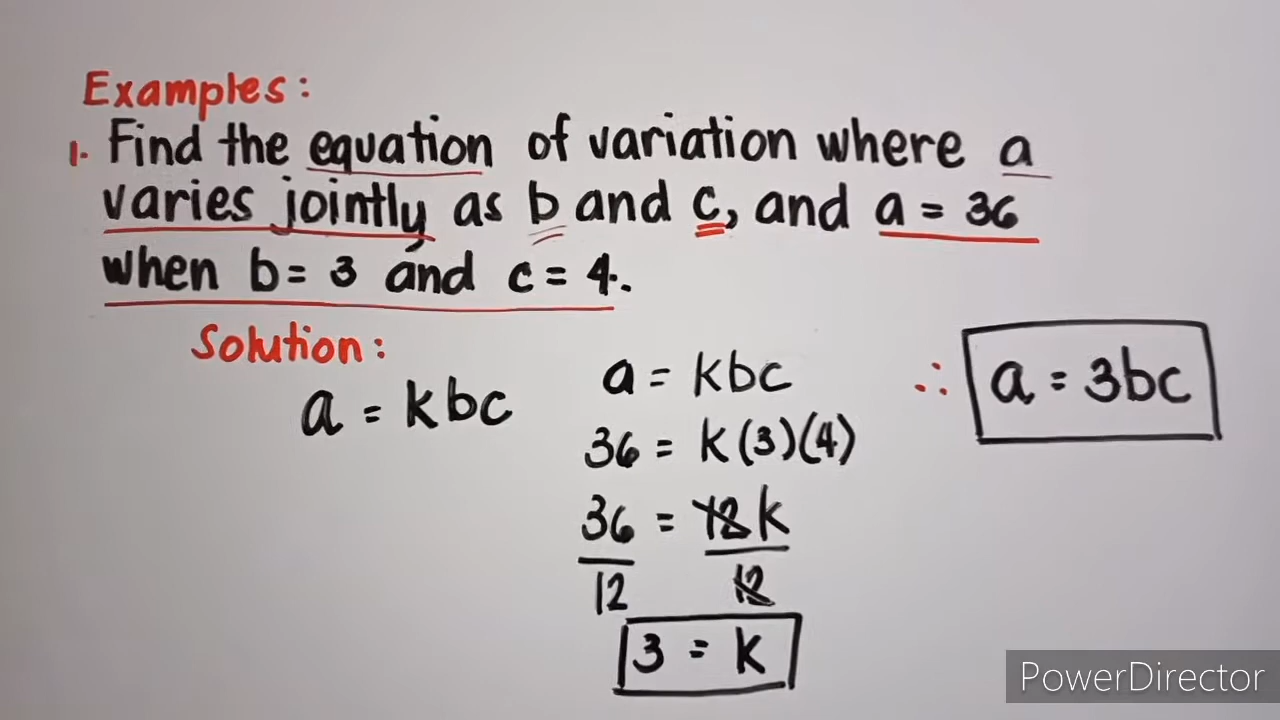 Examples:
1. Find the equation of variation where a
varies jointly as b and c, and a = 36
when b = 3 and c = 4.
Solution:
a = kbc
a = kbc
36 = k(3)(4)
36 = 12k
12 12
3 = k
∴ a = 3bc
PowerDirector